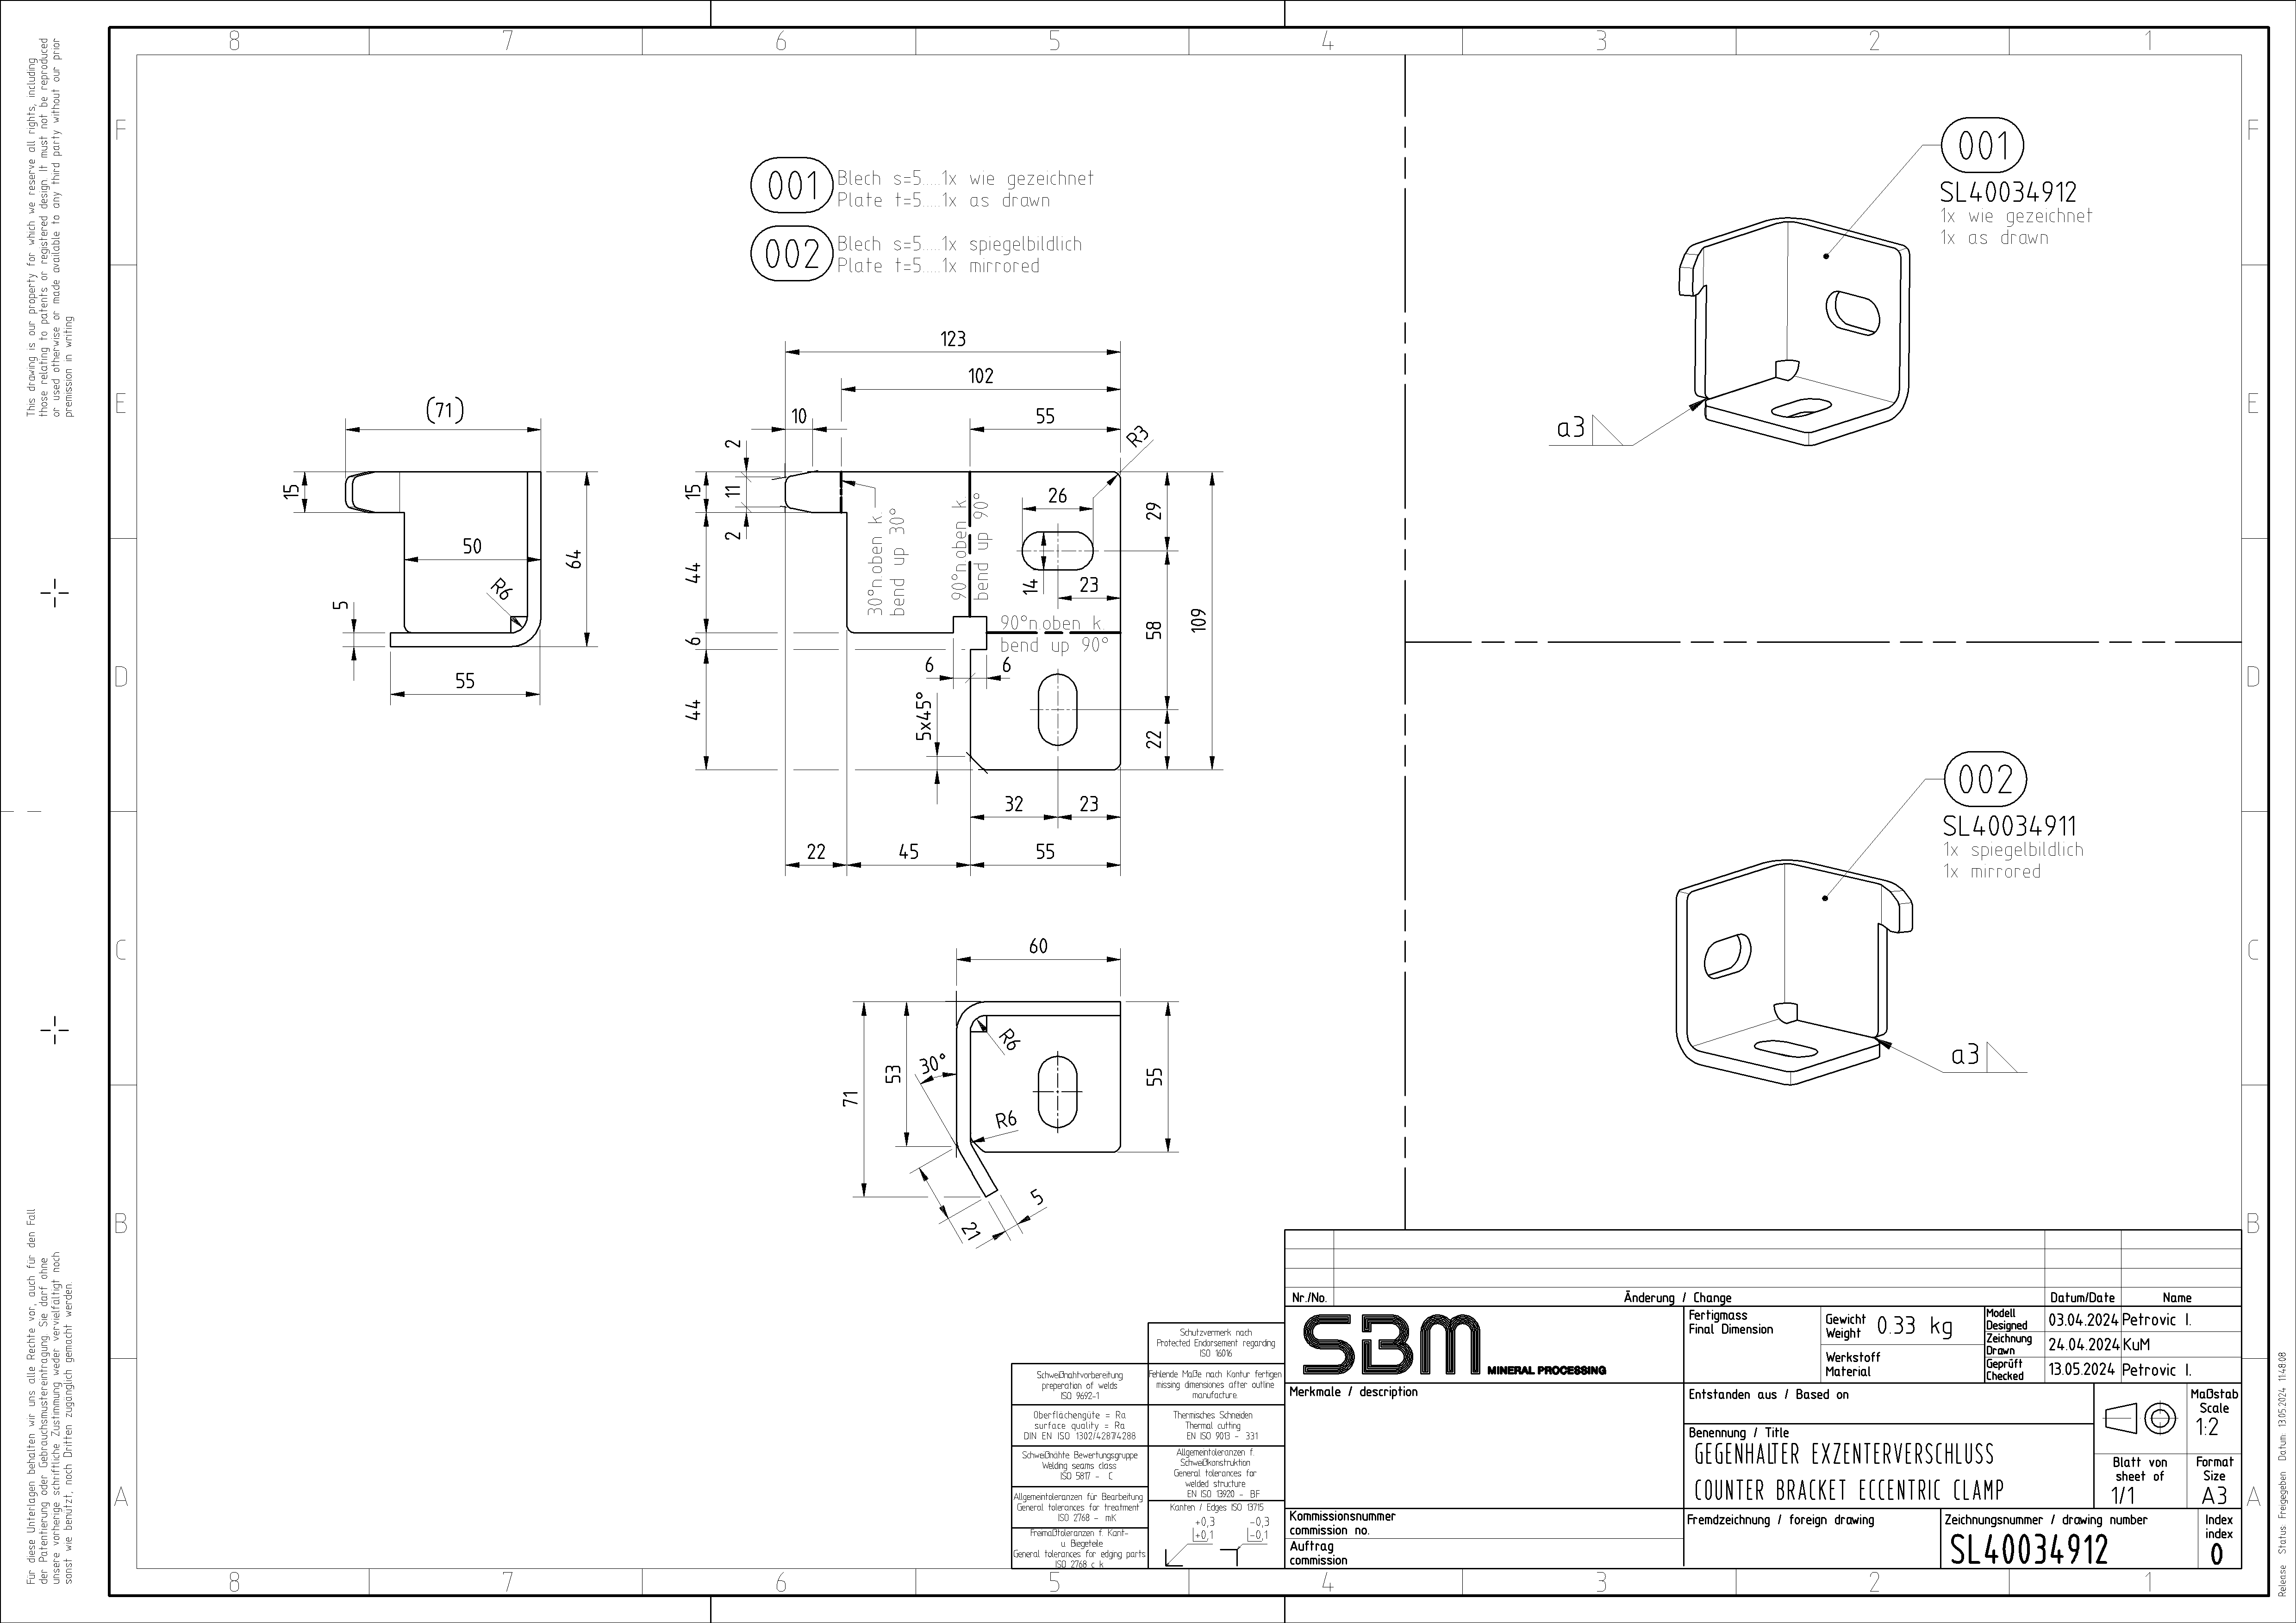 8 7 6 5 4 3 2 1
F
E
D
C
B
A
This drawing is our property for which we reserve all rights, including
those relating to patents or registered design. It must not be reproduced
or used otherwise or made available to any third party without our prior
premission in writing
Für diese Unterlagen behalten wir uns alle Rechte vor, auch für den Fall
der Patentierung oder Gebrauchsmustereintragung. Sie darf ohne
unsere vorherige schriftliche Zustimmung weder vervielfältigt noch
sonst wie benützt, noch Dritten zugänglich gemacht werden.
001
Blech s=5.....1x wie gezeichnet
Plate t=5.....1x as drawn
002
Blech s=5.....1x spiegelbildlich
Plate t=5.....1x mirrored
(71)
15
50
64
R6
5
55
123
102
10
55
R3
2
15
11
2
26
29
30°n.oben k
bend up 30°
90°n.oben k
bend up 90°
44
14
23
109
58
6
90°n.oben k
bend up 90°
6
6
44
5x45°
22
32
23
22
45
55
60
R6
30°
53
71
55
R6
5
21
001
SL40034912
1x wie gezeichnet
1x as drawn
a3
002
SL40034911
1x spiegelbildlich
1x mirrored
a3
Schutzvermerk nach
Protected Endorsement regarding
ISO 16016
Schweißnahtvorbereitung
preperation of welds
ISO 9692-1
Fehlende Maße nach Kontur fertigen
missing dimensiones after outline
manufacture.
Oberflächengüte = Ra
surface quality = Ra
DIN EN ISO 1302/4287/4288
Thermisches Schneiden
Thermal cutting
EN ISO 9013 - 331
Schweißnähte Bewertungsgruppe
Welding seams class
ISO 5817 - C
Allgemeintoleranzen f.
Schweißkonstruktion
General tolerances for
welded structure
EN ISO 13920 - BF
Allgemeintoleranzen für Bearbeitung
General tolerances for treatment
ISO 2768 - mK
Kanten / Edges ISO 13715
+0,3 -0,3
+0,1 -0,1
Freimaßtoleranzen f. Kant-
u. Biegeteile
General tolerances for edging parts
ISO 2768 c k
Nr./No. Änderung / Change Datum/Date Name
SBM
MINERAL PROCESSING
Fertigmass
Final Dimension
Gewicht
Weight
0.33 kg
Werkstoff
Material
Modell
Designed
03.04.2024 Petrovic I.
Zeichnung
Drawn
24.04.2024 KuM
Geprüft
Checked
13.05.2024 Petrovic I.
Merkmale / description
Entstanden aus / Based on
Maßstab
Scale
1:2
Benennung / Title
GEGENHALTER EXZENTERVERSCHLUSS
COUNTER BRACKET ECCENTRIC CLAMP
Blatt von
sheet of
1/1
Format
Size
A3
Kommissionsnummer
commission no.
Auftrag
commission
Fremdzeichnung / foreign drawing
Zeichnungsnummer / drawing number
SL40034912
Index
index
0
Release Status: Freigegeben Datum: 13.05.2024 11:48:08
F
E
D
C
B
A
8 7 6 5 4 3 2 1